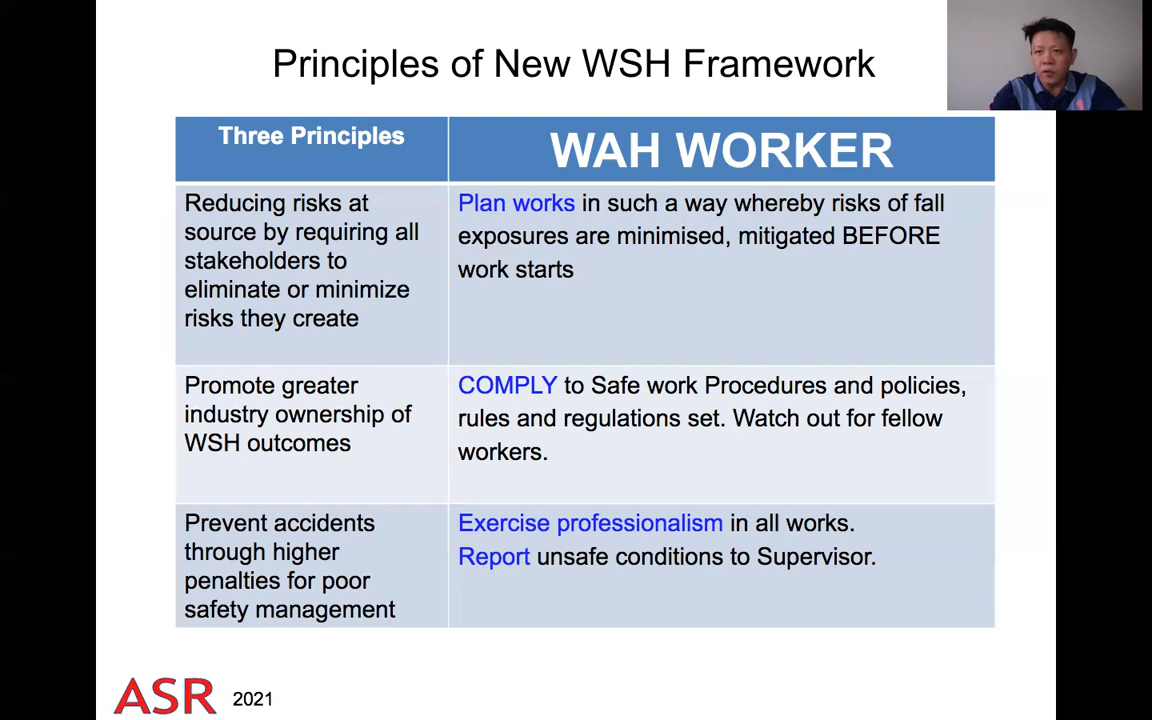 Principles of New WSH Framework
Three Principles
WAH WORKER
Reducing risks at
source by requiring all
stakeholders to
eliminate or minimize
risks they create
Plan works in such a way whereby risks of fall
exposures are minimised, mitigated BEFORE
work starts
Promote greater
industry ownership of
WSH outcomes
COMPLY to Safe work Procedures and policies,
rules and regulations set. Watch out for fellow
workers.
Prevent accidents
through higher
penalties for poor
safety management
Exercise professionalism in all works.
Report unsafe conditions to Supervisor.
ASR 2021